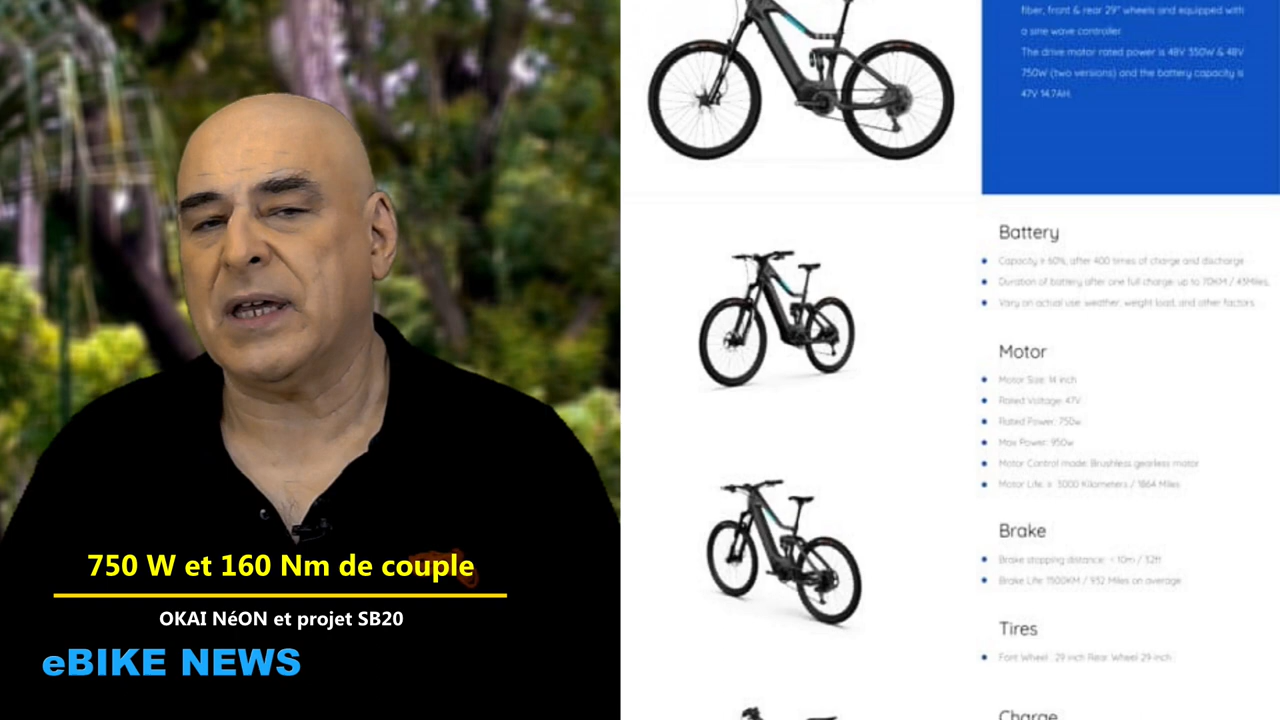 750 W et 160 Nm de couple
OKAI NéON et projet SB20
eBIKE NEWS
fiber, front & rear 29" wheels and equipped with
a sine wave controller.
The drive motor rated power is 48V 350W & 48V
750W (two versions) and the battery capacity is
47V 14.7AH.
Battery
Capacity ≥ 60%, after 400 times of charge and discharge
Duration of battery after one full charge: up to 70KM / 43Miles,
Vary on actual use weather, weight load, and other factors
Motor
Motor Size: 14 inch
Rated Voltage: 47V
Rated Power: 750w
Max Power: 950w
Motor Control mode: Brushless gearless motor
Motor Life: ≥ 3000 Kilometers / 1864 Miles
Brake
Brake stopping distance: < 10m / 32ft
Brake Life: 1500KM / 932 Miles on average
Tires
Font Wheel : 29 inch Rear Wheel 29 inch
Charge